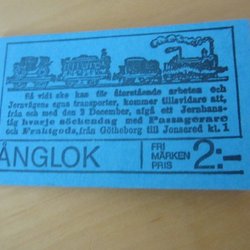 Så vidt ske kan för återstående arbeten och
Jernvägens egna transporter, kommer tillsvidare att,
från och med den 2 December, afgå ett Jernbans-
tåg hvarje söckendag med Passagerare
och Fraktgods, från Götheborg till Jonsered kl. 1
ÅNGLOK
FRI
MÄRKEN
PRIS
2:-